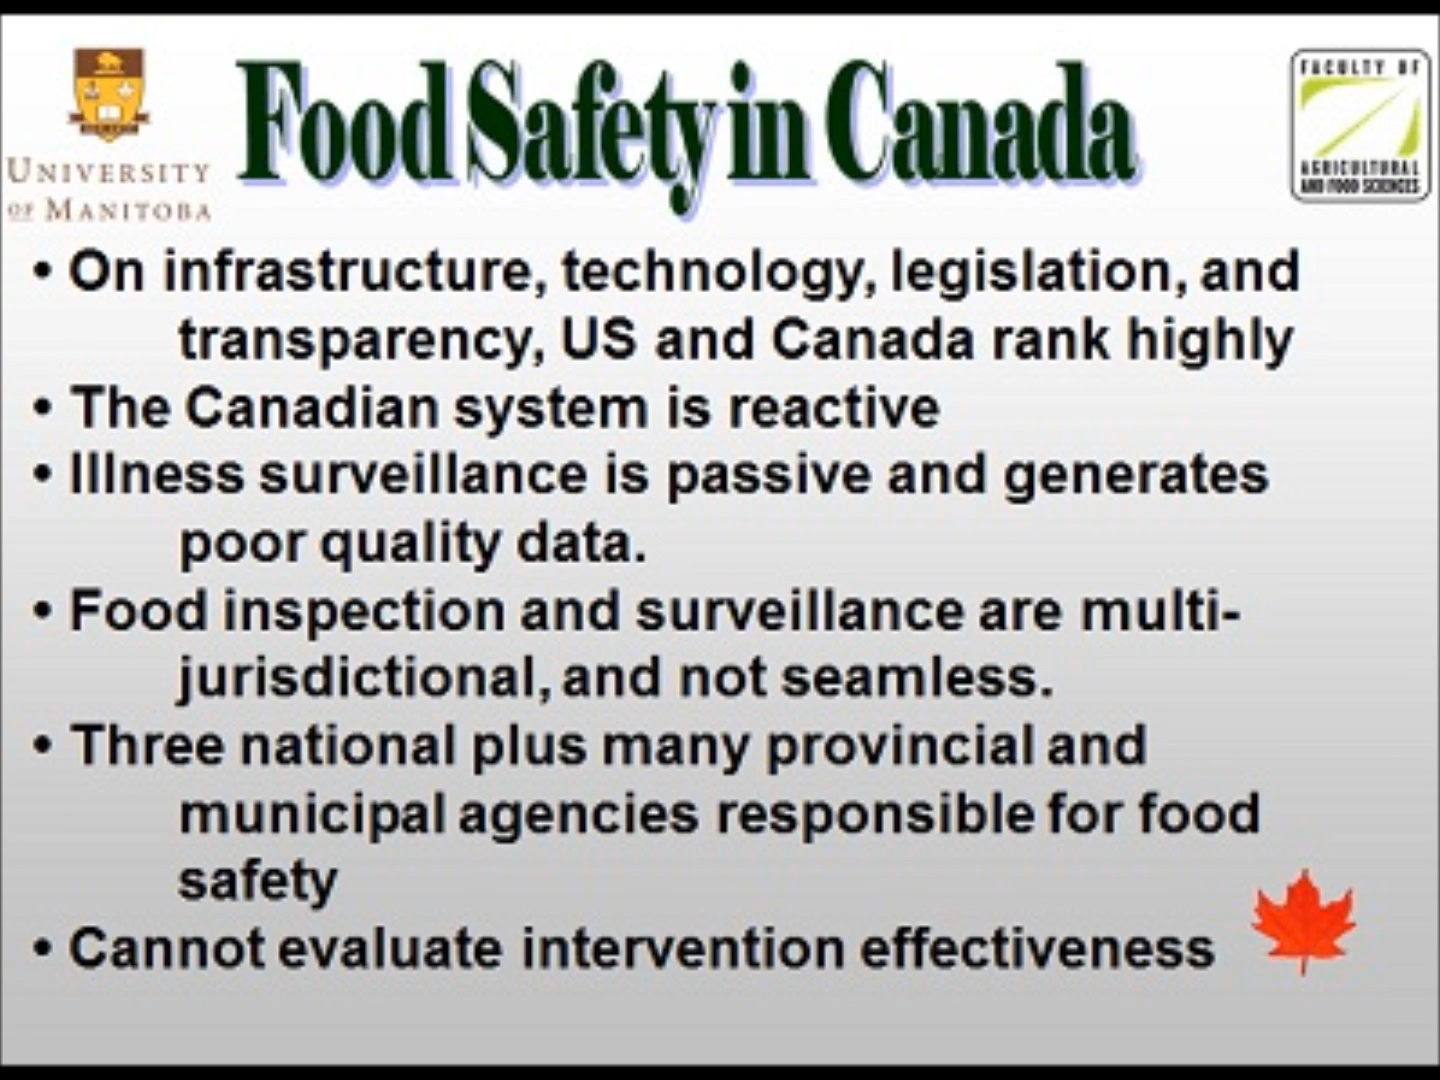 UNIVERSITY
OF MANITOBA
Food Safety in Canada
FACULTY OF
AGRICULTURAL
AND FOOD SCIENCES
• On infrastructure, technology, legislation, and
transparency, US and Canada rank highly
• The Canadian system is reactive
• Illness surveillance is passive and generates
poor quality data.
• Food inspection and surveillance are multi-
jurisdictional, and not seamless.
• Three national plus many provincial and
municipal agencies responsible for food
safety
• Cannot evaluate intervention effectiveness